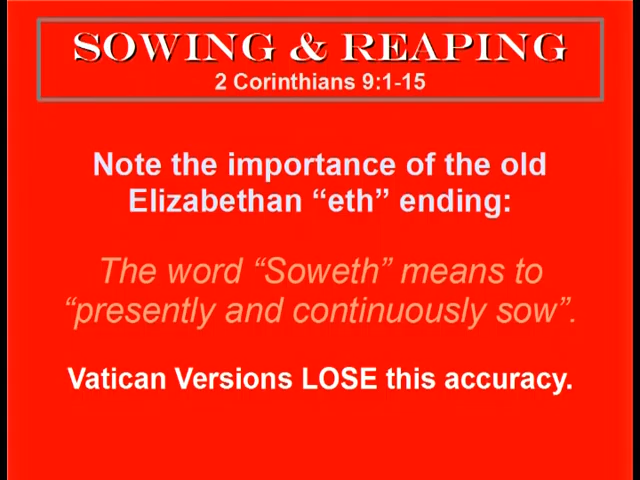 SOWING & REAPING
2 Corinthians 9:1-15
Note the importance of the old
Elizabethan “eth” ending:
The word “Soweth” means to
“presently and continuously sow”.
Vatican Versions LOSE this accuracy.